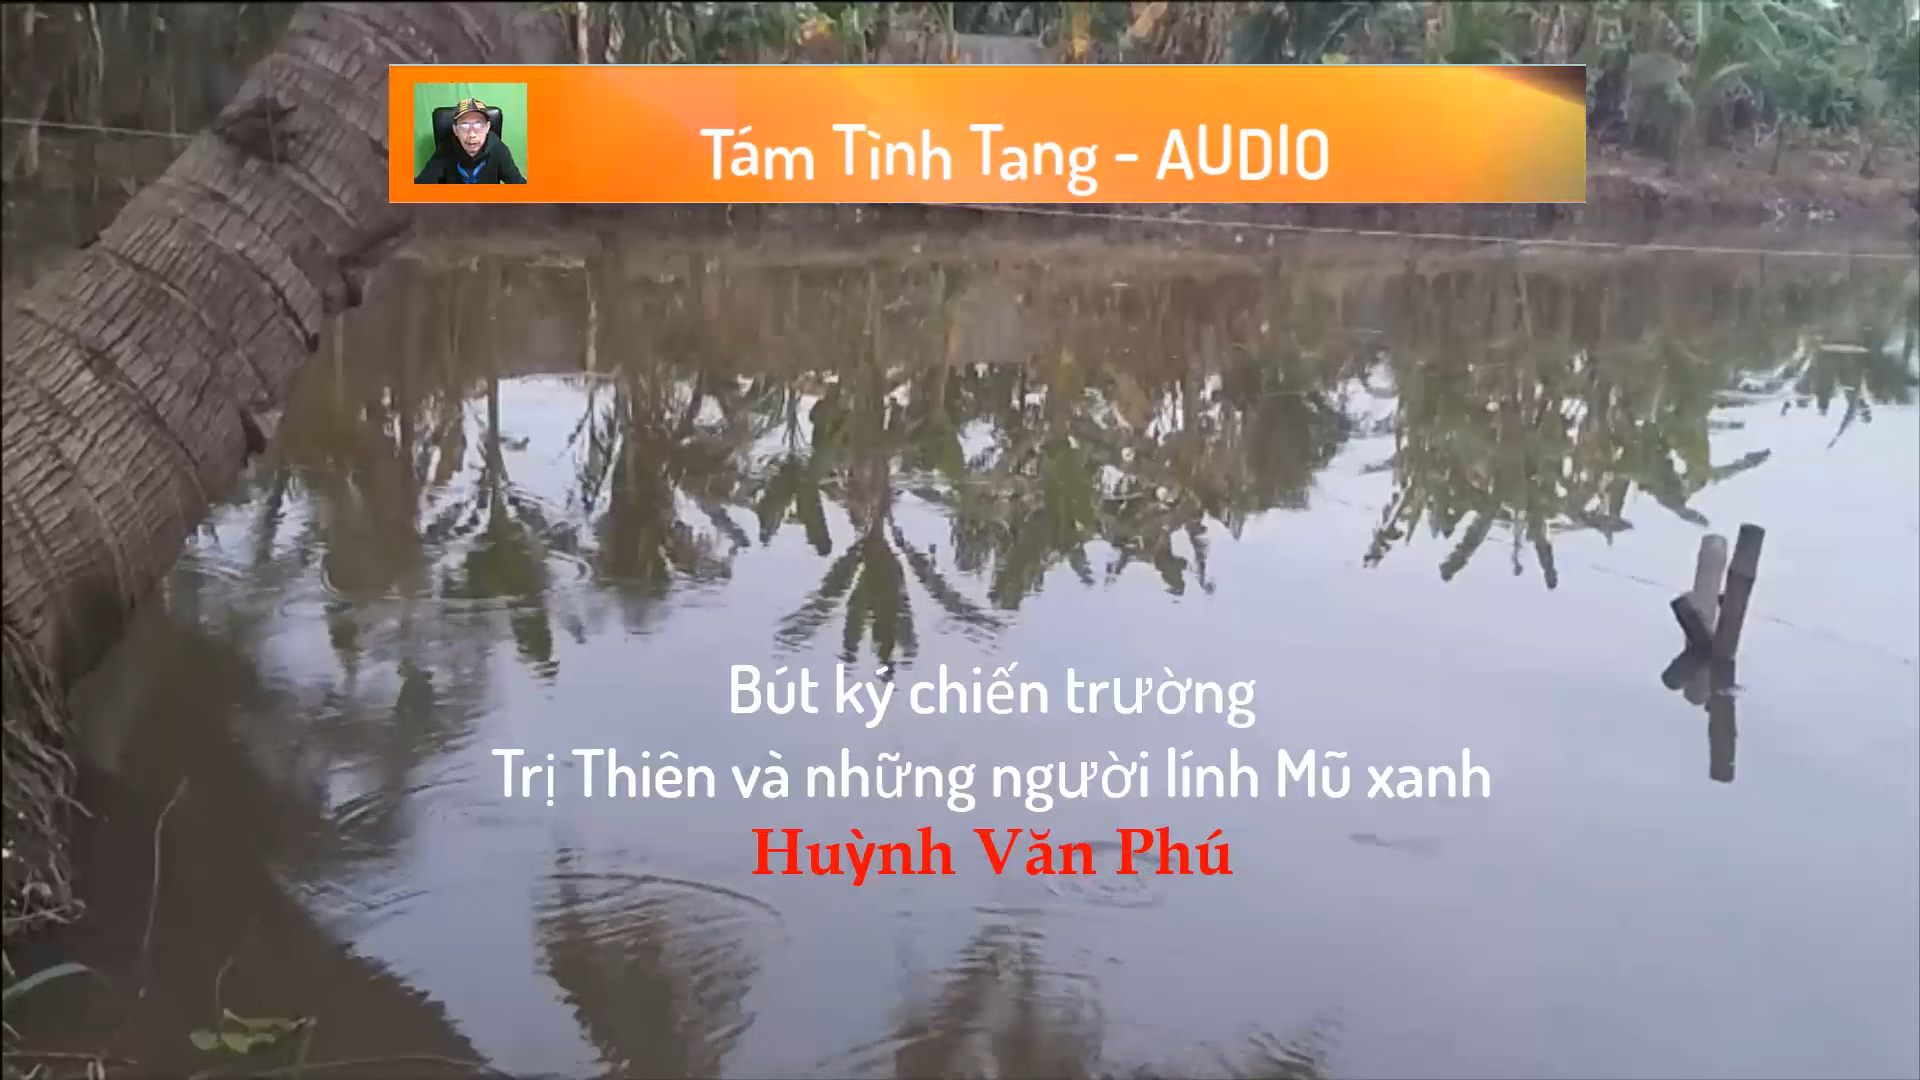 Tám Tình Tang - AUDIO
Bút ký chiến trường
Trị Thiên và những người lính Mũ xanh
Huỳnh Văn Phú